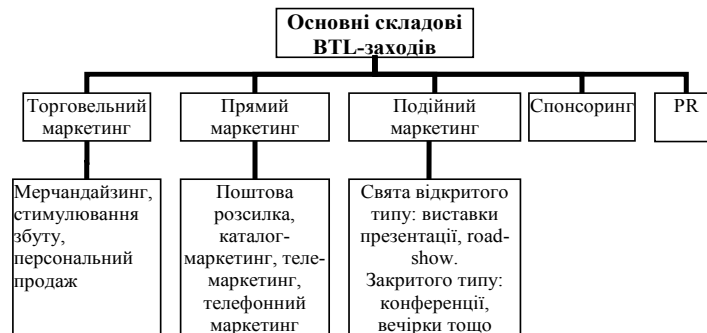 Основні складові
BTL-заходів
Торговельний
маркетинг
Прямий
маркетинг
Подійний
маркетинг
Спонсоринг
PR
Мерчандайзинг,
стимулювання
збуту,
персональний
продаж
Поштова
розсилка,
каталог-
маркетинг, теле-
маркетинг,
телефонний
маркетинг
Свята відкритого
типу: виставки
презентації, road-
show.
Закритого типу:
конференції,
вечірки тощо